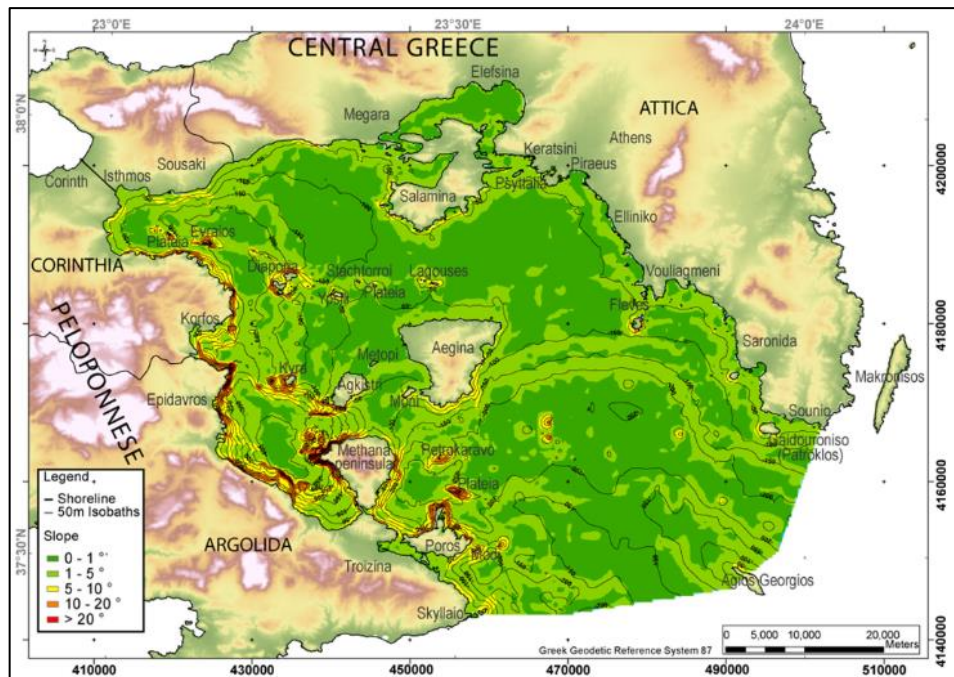 23°0'E
23°30'E
24°0'E
CENTRAL GREECE
Elefsina
Megara
ATTICA
38°0'N
Athens
Sousaki
Keratsini
Piraeus
Isthmos
Corinth
Psyttalia
Salamina
4200000
Elliniko
Plateia
Evraios
CORINTHIA
Diaporia
Stachtorroi
Lagouses
Ypsili
Plateia
Vouliagmeni
Fleves
Korfos
4180000
PELOPONNESE
Metopi
Aegina
Saronida
Kyra
Agkistri
Makronisos
Moni
Epidavros
Sounio
Gaidouroniso
(Patroklos)
Methana
peninsula
Petrokaravo
Plateia
4160000
Legend
Shoreline
50m Isobaths
Slope
0 - 1 °
1 - 5 °
5 - 10 °
10 - 20 °
> 20 °
ARGOLIDA
Poros
37°30'N
Troizina
Agios Georgios
Skyllaio
0 5,000 10,000 20,000
Meters
Greek Geodetic Reference System 87
4140000
410000 430000 450000 470000 490000 510000